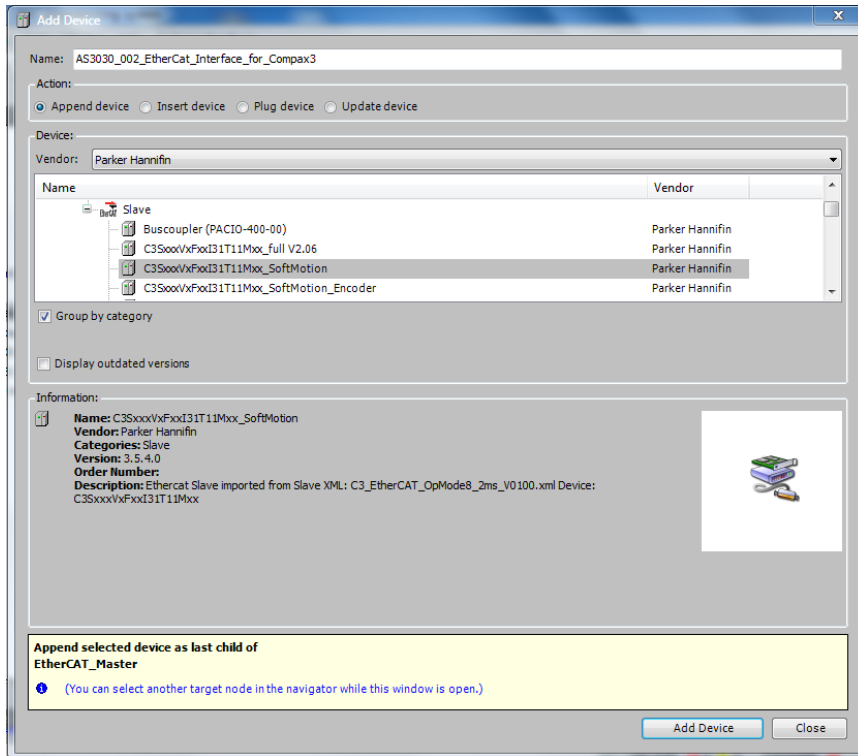 Add Device
Name: AS3030_002_EtherCat_Interface_for_Compax3
Action:
Append device Insert device Plug device Update device
Device:
Vendor: Parker Hannifin
Name Vendor
EtherCAT Slave
Buscoupler (PACIO-400-00) Parker Hannifin
C3SxxxVxFxxI31T11Mxx_full V2.06 Parker Hannifin
C3SxxxVxFxxI31T11Mxx_SoftMotion Parker Hannifin
C3SxxxVxFxxI31T11Mxx_SoftMotion_Encoder Parker Hannifin
Group by category
Display outdated versions
Information:
Name: C3SxxxVxFxxI31T11Mxx_SoftMotion
Vendor: Parker Hannifin
Categories: Slave
Version: 3.5.4.0
Order Number:
Description: Ethercat Slave imported from Slave XML: C3_EtherCAT_OpMode8_2ms_V0100.xml Device:
C3SxxxVxFxxI31T11Mxx
Append selected device as last child of
EtherCAT_Master
(You can select another target node in the navigator while this window is open.)
Add Device Close